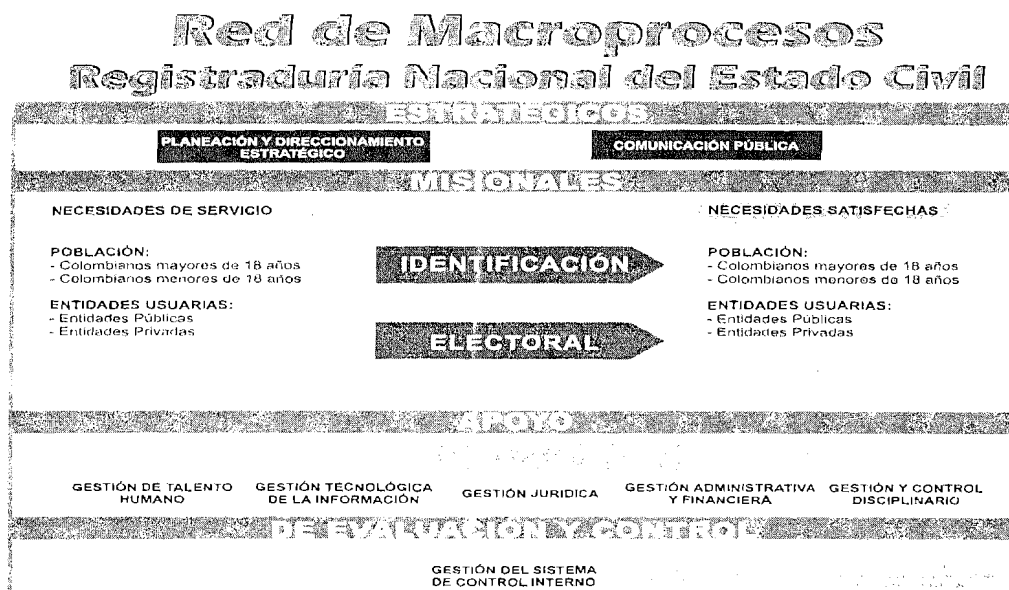 Red de Macroprocesos
Registraduría Nacional del Estado Civil
ESTRATEGICOS
PLANEACIÓN Y DIRECCIONAMIENTO
ESTRATÉGICO
COMUNICACIÓN PÚBLICA
MISIONALES
NECESIDADES DE SERVICIO
POBLACIÓN:
- Colombianos mayores de 18 años
- Colombianos menores de 18 años
ENTIDADES USUARIAS:
- Entidades Públicas
- Entidades Privadas
IDENTIFICACIÓN
ELECTORAL
NECESIDADES SATISFECHAS
POBLACIÓN:
- Colombianos mayores de 18 años
- Colombianos menores de 18 años
ENTIDADES USUARIAS:
- Entidades Públicas
- Entidades Privadas
APOYO
GESTIÓN DE TALENTO
HUMANO
GESTIÓN TECNOLÓGICA
DE LA INFORMACIÓN
GESTIÓN JURIDICA
GESTIÓN ADMINISTRATIVA
Y FINANCIERA
GESTIÓN Y CONTROL
DISCIPLINARIO
DE EVALUACIÓN Y CONTROL
GESTIÓN DEL SISTEMA
DE CONTROL INTERNO